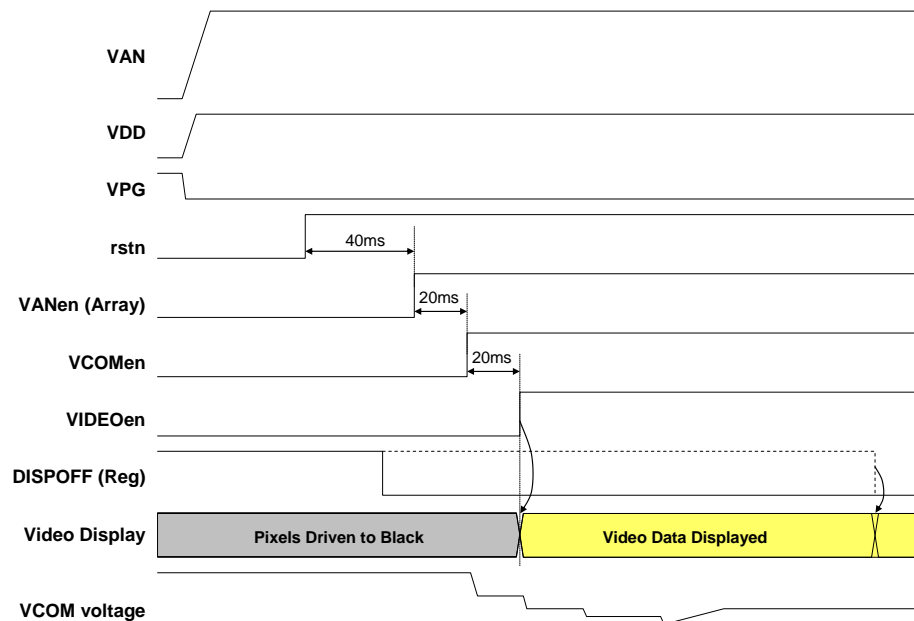 VAN
VDD
VPG
rstn
40ms
VANen (Array)
20ms
VCOMen
20ms
VIDEOen
DISPOFF (Reg)
Video Display
Pixels Driven to Black
Video Data Displayed
VCOM voltage